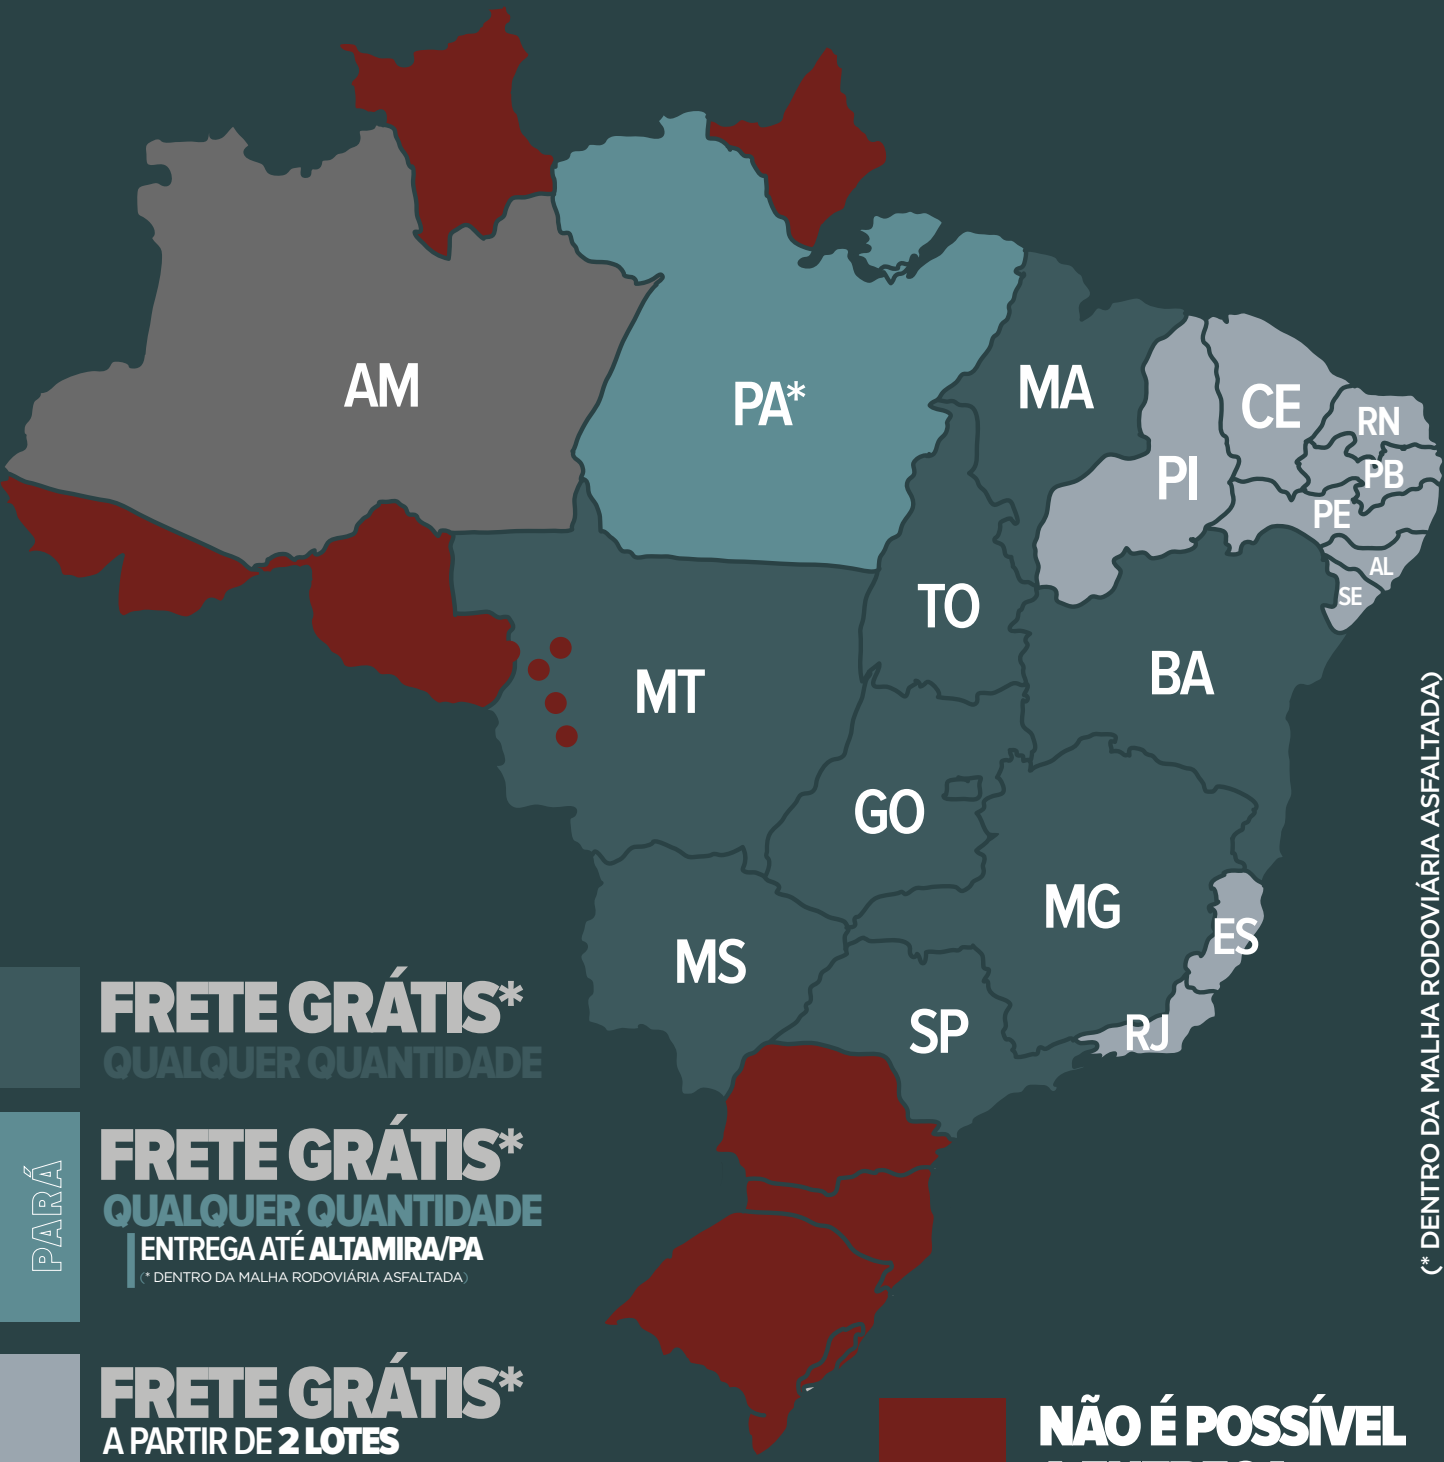 AM
PA*
MA
CE
RN
PI
PB
PE
AL
SE
TO
BA
MT
GO
MG
ES
MS
SP
RJ
FRETE GRÁTIS*
QUALQUER QUANTIDADE
PARÁ
FRETE GRÁTIS*
QUALQUER QUANTIDADE
ENTREGA ATÉ ALTAMIRA/PA
(* DENTRO DA MALHA RODOVIÁRIA ASFALTADA)
FRETE GRÁTIS*
A PARTIR DE 2 LOTES
NÃO É POSSÍVEL
(* DENTRO DA MALHA RODOVIÁRIA ASFALTADA)